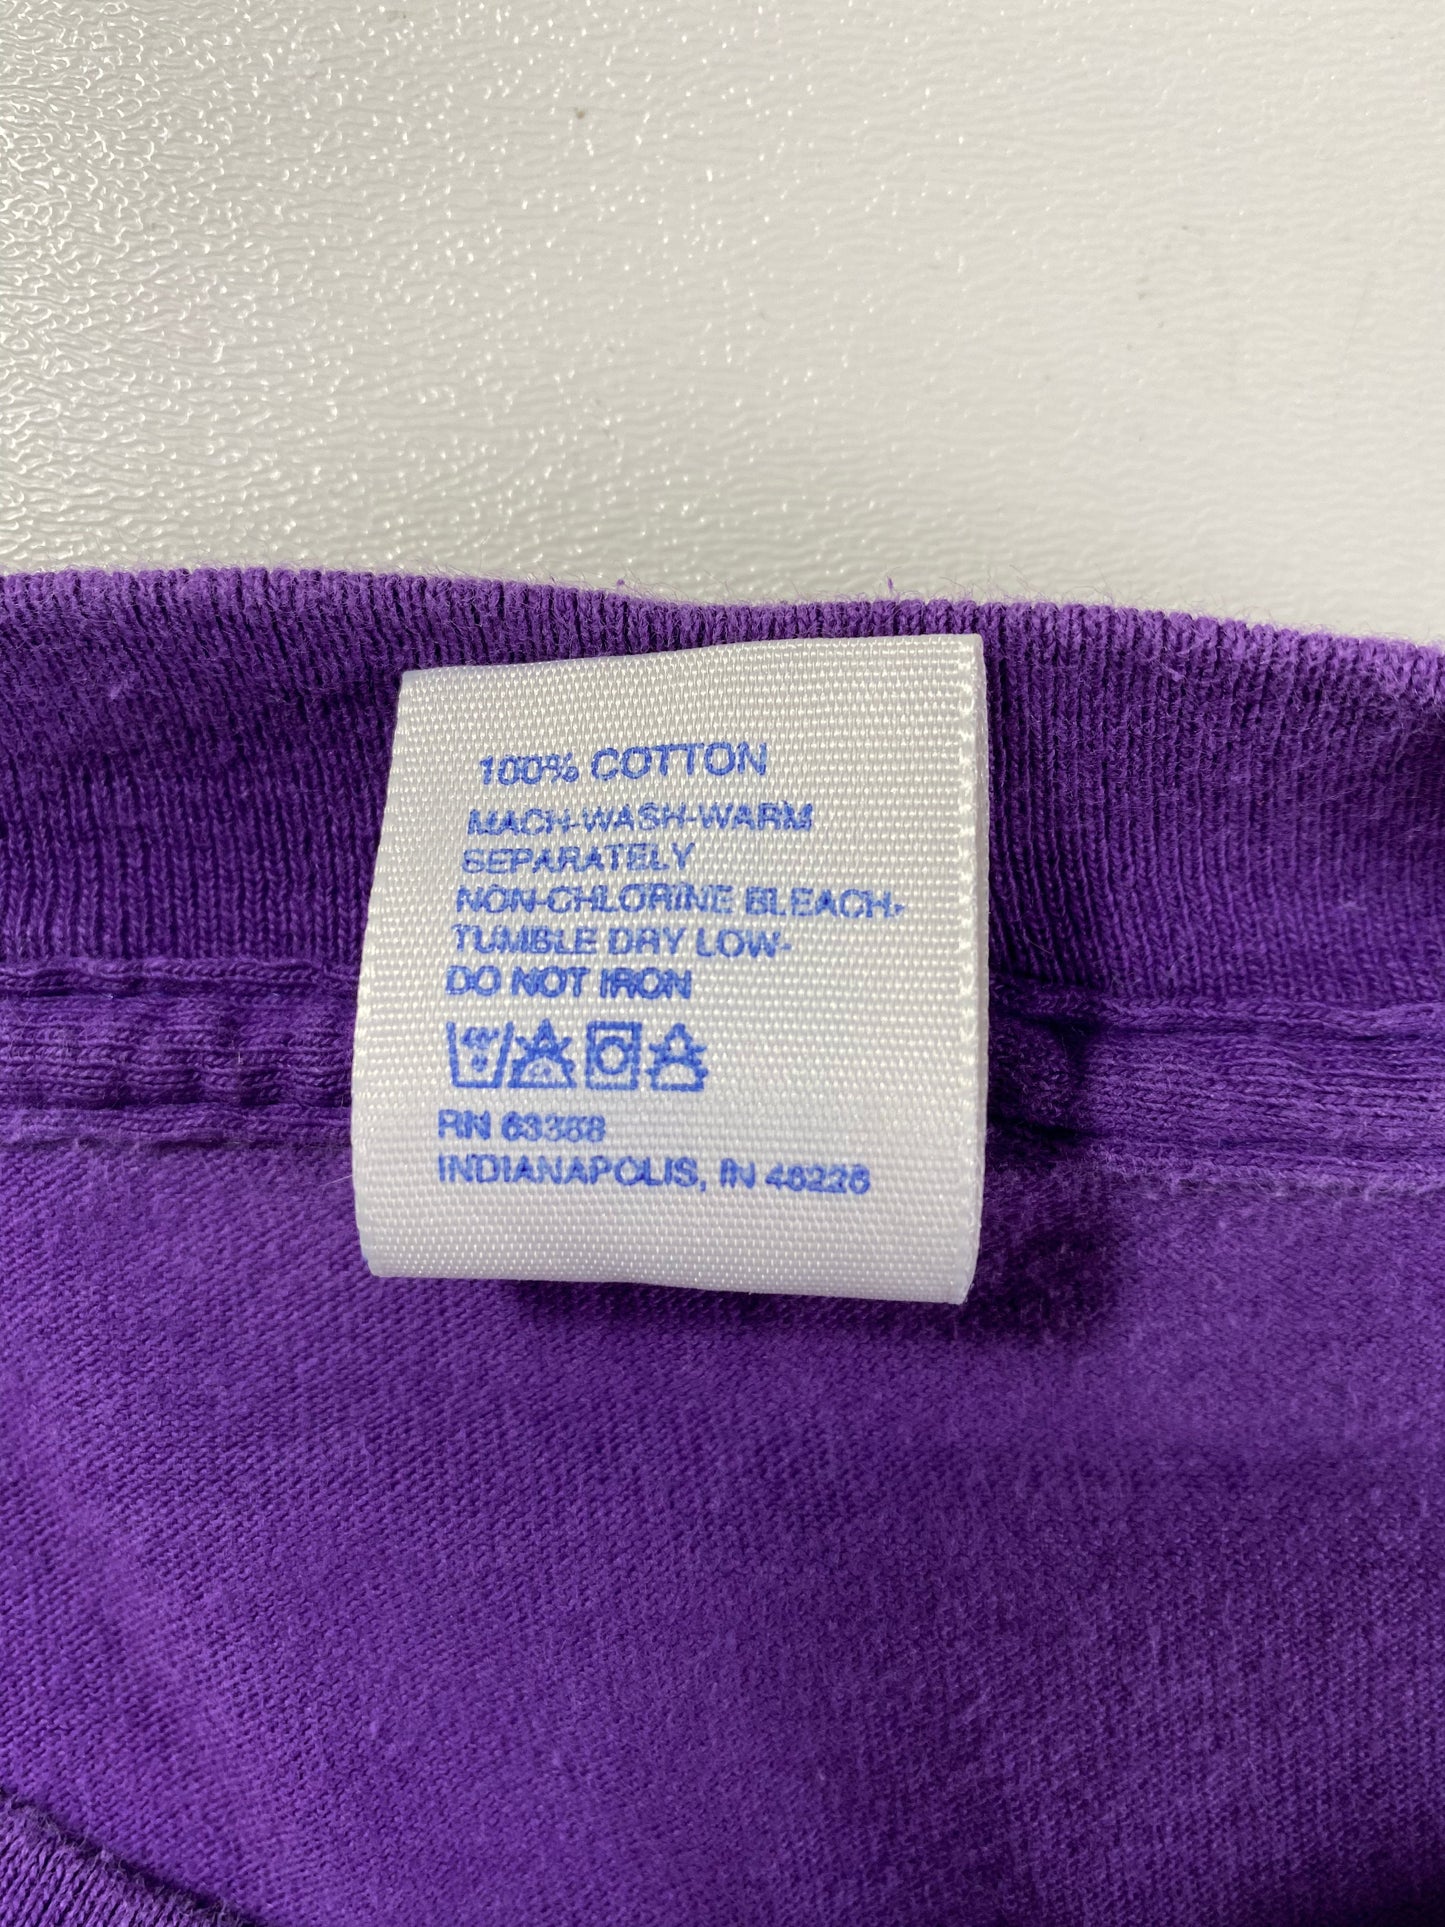 100% COTTON
MACH-WASH-WARM
SEPARATELY
NON-CHLORINE BLEACH-
TUMBLE DRY LOW-
DO NOT IRON
RN 63368
INDIANAPOLIS, IN 46226